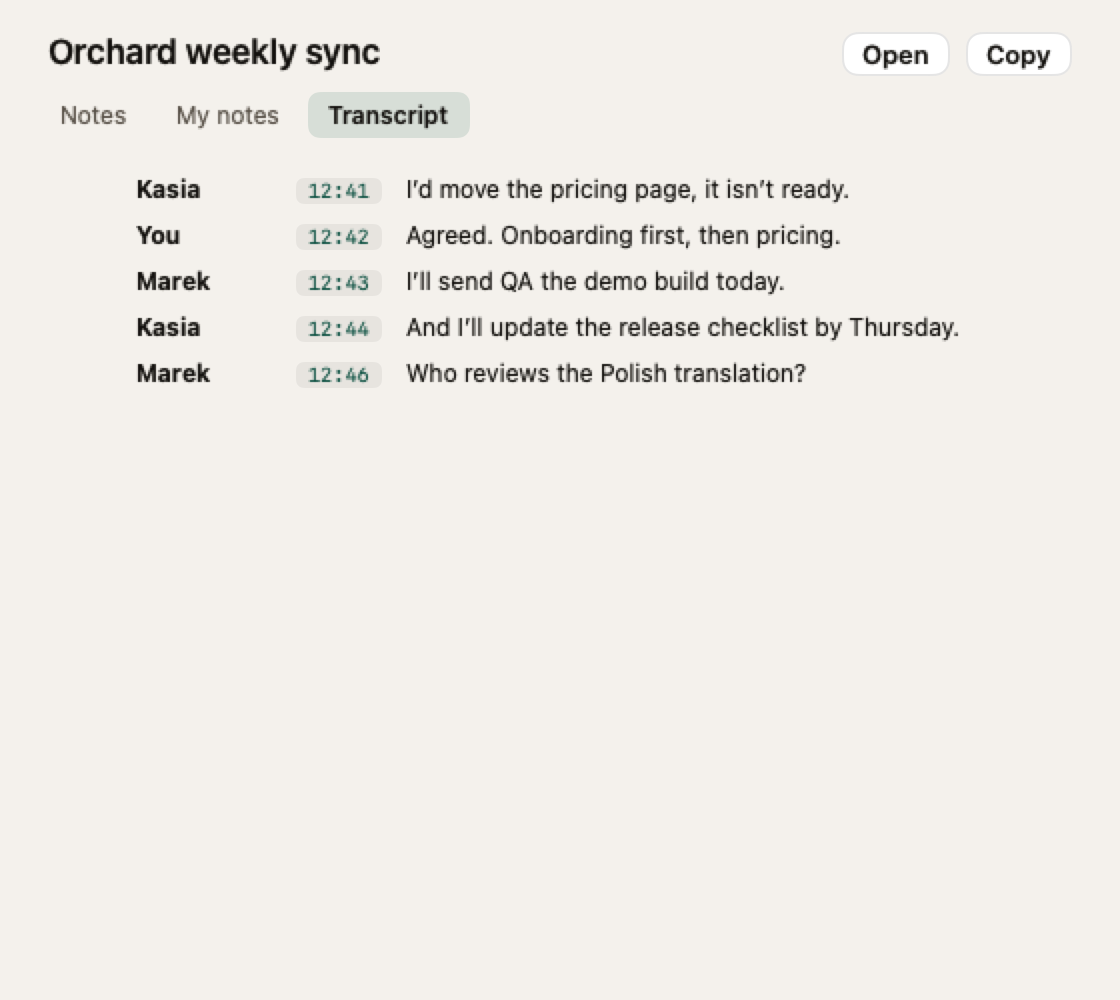 Orchard weekly sync
Open Copy
Notes My notes Transcript
Kasia 12:41 I’d move the pricing page, it isn’t ready.
You 12:42 Agreed. Onboarding first, then pricing.
Marek 12:43 I’ll send QA the demo build today.
Kasia 12:44 And I’ll update the release checklist by Thursday.
Marek 12:46 Who reviews the Polish translation?